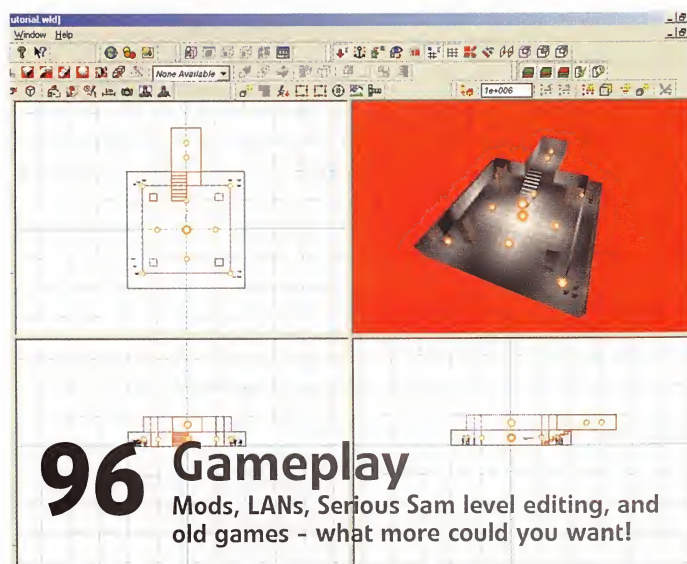 utorial.wld]
Window Help
None Available
1e+006
96 Gameplay
Mods, LANs, Serious Sam level editing, and
old games - what more could you want!